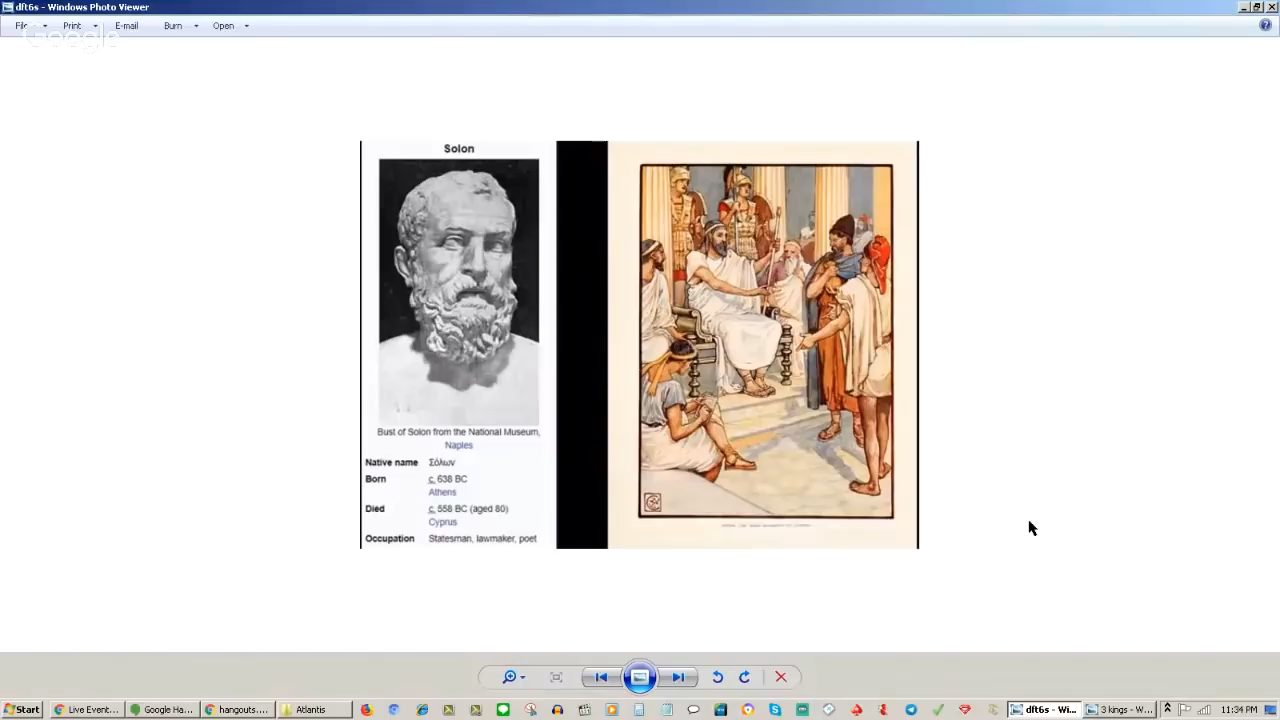 dft6s - Windows Photo Viewer
File Print E-mail Burn Open
Google
Solon
Bust of Solon from the National Museum,
Naples
Native name Σόλων
Born c. 638 BC
Athens
Died c. 558 BC (aged 80)
Cyprus
Occupation Statesman, lawmaker, poet
Start Live Event... Google Ha... hangouts.... Atlantis dft6s - Wi... 3 kings - W... 11:34 PM